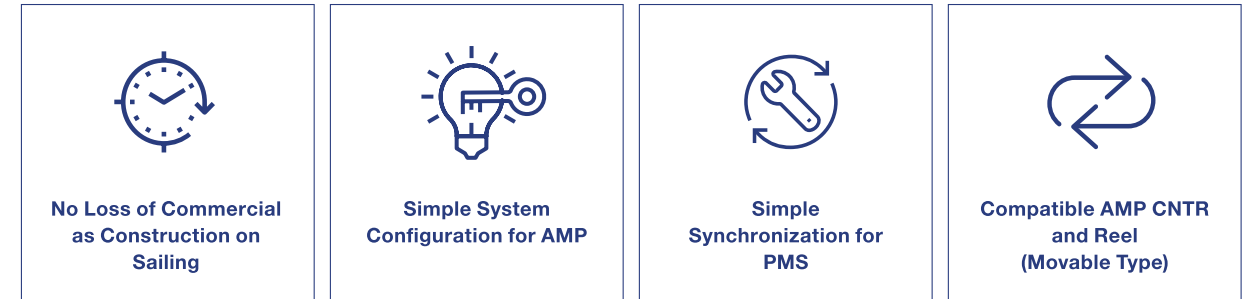 No Loss of Commercial
as Construction on
Sailing
Simple System
Configuration for AMP
Simple
Synchronization for
PMS
Compatible AMP CNTR
and Reel
(Movable Type)